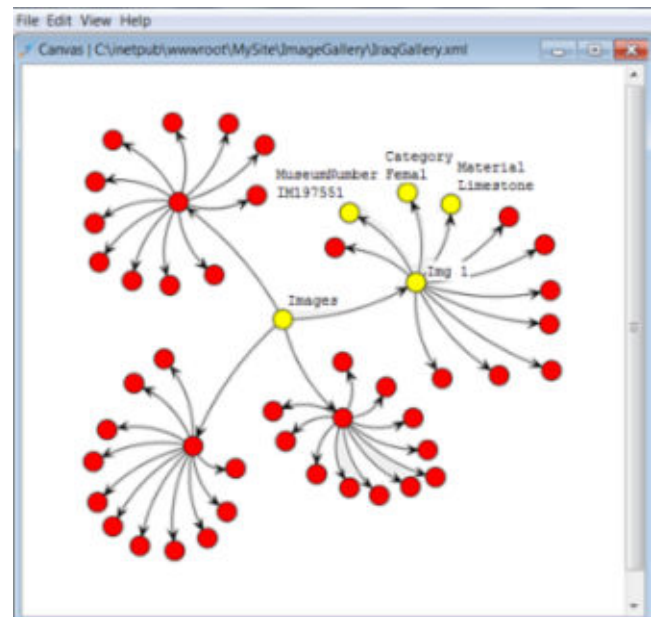 File Edit View Help
Canvas | C:\inetpub\wwwroot\MySite\ImageGallery\IraqGallery.xml
Category
Femal
Material
Limestone
MuseumNumber
IM197551
Img 1
Images